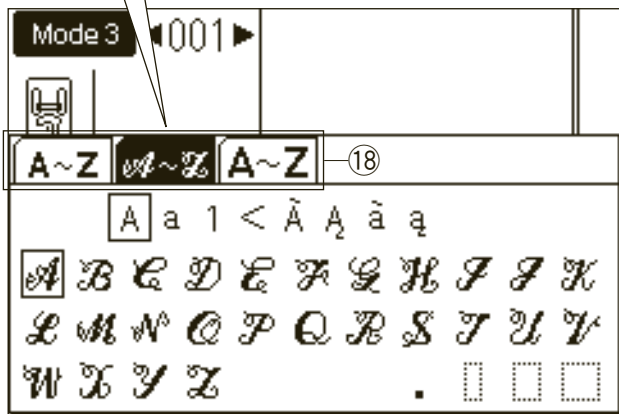 Mode 3 ◀001▶
A~Z A~Z A~Z ⑱
A a 1 < Ã Ą ã ą
A B C D E F G H I J K
L M N O P Q R S T U V
W X Y Z .